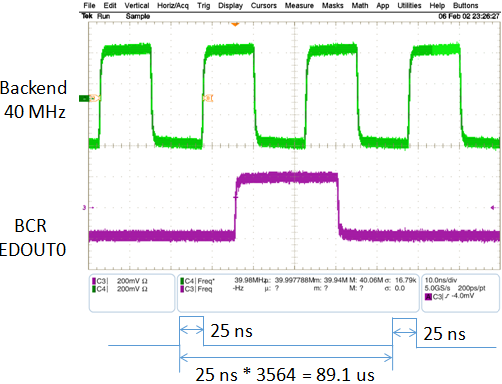 File Edit Vertical Horiz/Acq Trig Display Cursors Measure Masks Math App Utilities Help Buttons
Tek Run Sample 06 Feb 02 23:26:27
Backend
40 MHz
3
BCR
EDOUT0
C3 200mV Ω C4 Freq* 39.98MHz µ: 39.997788M m: 39.94M M: 40.06M σ: 16.79k 10.0ns/div
C4 200mV Ω C3 Freq -Hz µ: ? m: ? M: ? σ: 0.0 5.0GS/s 200ps/pt
A C3 -4.0mV
25 ns 25 ns
25 ns * 3564 = 89.1 us